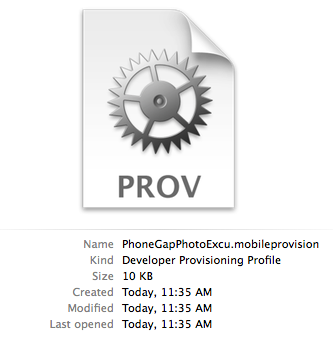 PROV
Name PhoneGapPhotoExcu.mobileprovision
Kind Developer Provisioning Profile
Size 10 KB
Created Today, 11:35 AM
Modified Today, 11:35 AM
Last opened Today, 11:35 AM